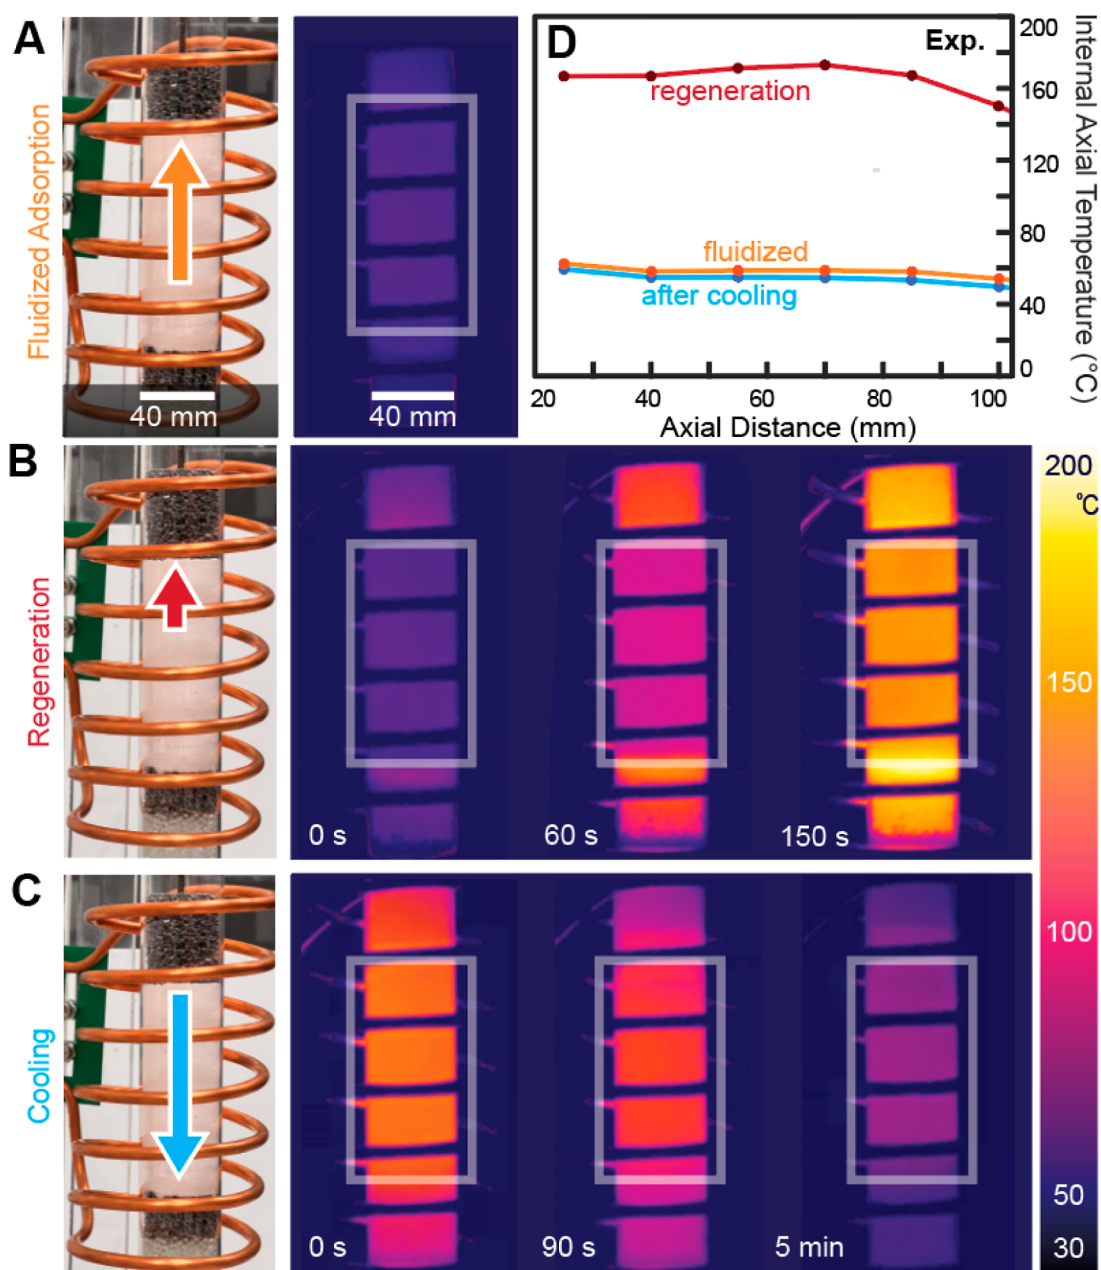 A
Fluidized Adsorption
40 mm
40 mm
D
Exp.
regeneration
fluidized
after cooling
200
160
120
80
40
0
Internal Axial Temperature (°C)
20
40
60
80
100
Axial Distance (mm)
B
Regeneration
0 s
60 s
150 s
200
°C
150
100
50
30
C
Cooling
0 s
90 s
5 min